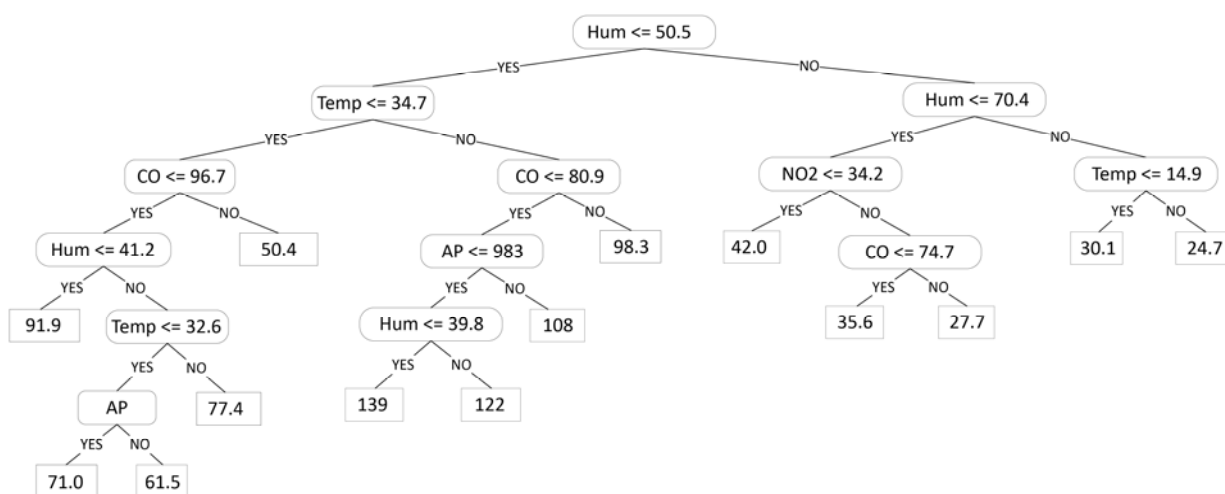 Hum <= 50.5
YES
NO
Temp <= 34.7
Hum <= 70.4
YES
NO
YES
NO
CO <= 96.7
CO <= 80.9
NO2 <= 34.2
Temp <= 14.9
YES
NO
YES
NO
YES
NO
YES
NO
Hum <= 41.2
50.4
AP <= 983
98.3
42.0
CO <= 74.7
30.1
24.7
YES
NO
YES
NO
YES
NO
91.9
Temp <= 32.6
Hum <= 39.8
108
35.6
27.7
YES
NO
YES
NO
AP
77.4
139
122
YES
NO
71.0
61.5